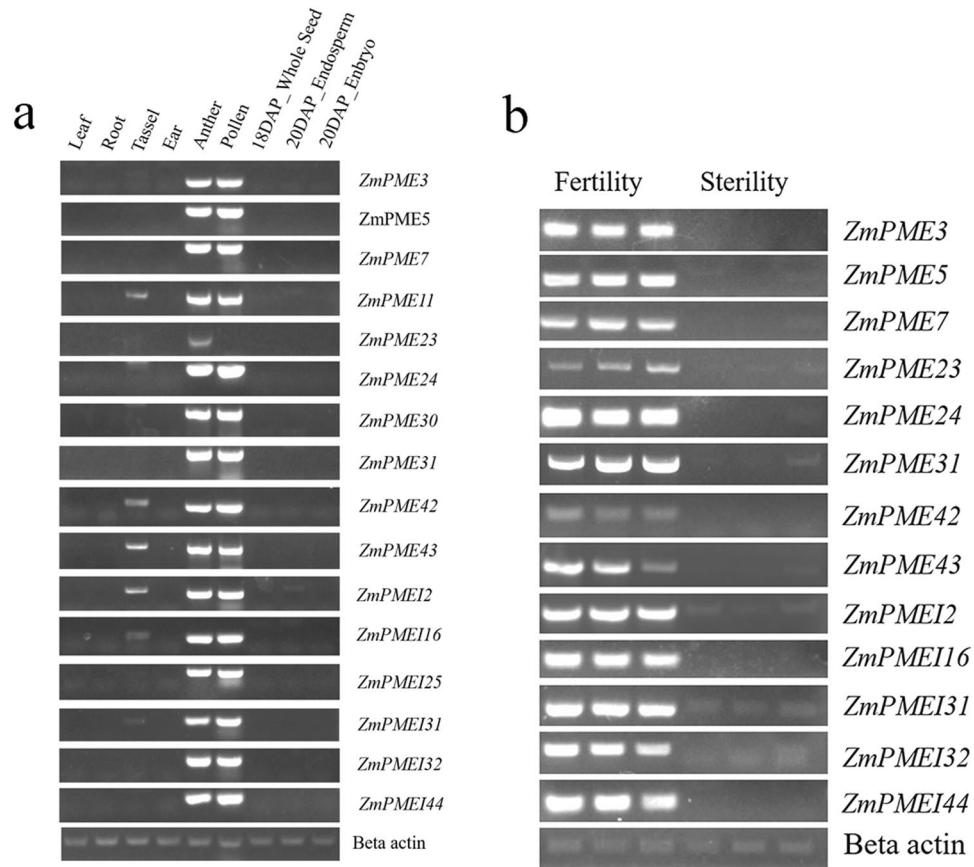 a
Leaf
Root
Tassel
Ear
Anther
Pollen
18DAP_Whole Seed
20DAP_Endosperm
20DAP_Enbryo
ZmPME3
ZmPME5
ZmPME7
ZmPME11
ZmPME23
ZmPME24
ZmPME30
ZmPME31
ZmPME42
ZmPME43
ZmPMEI2
ZmPMEI16
ZmPMEI25
ZmPMEI31
ZmPMEI32
ZmPMEI44
Beta actin
b
Fertility Sterility
ZmPME3
ZmPME5
ZmPME7
ZmPME23
ZmPME24
ZmPME31
ZmPME42
ZmPME43
ZmPMEI2
ZmPMEI16
ZmPMEI31
ZmPMEI32
ZmPMEI44
Beta actin